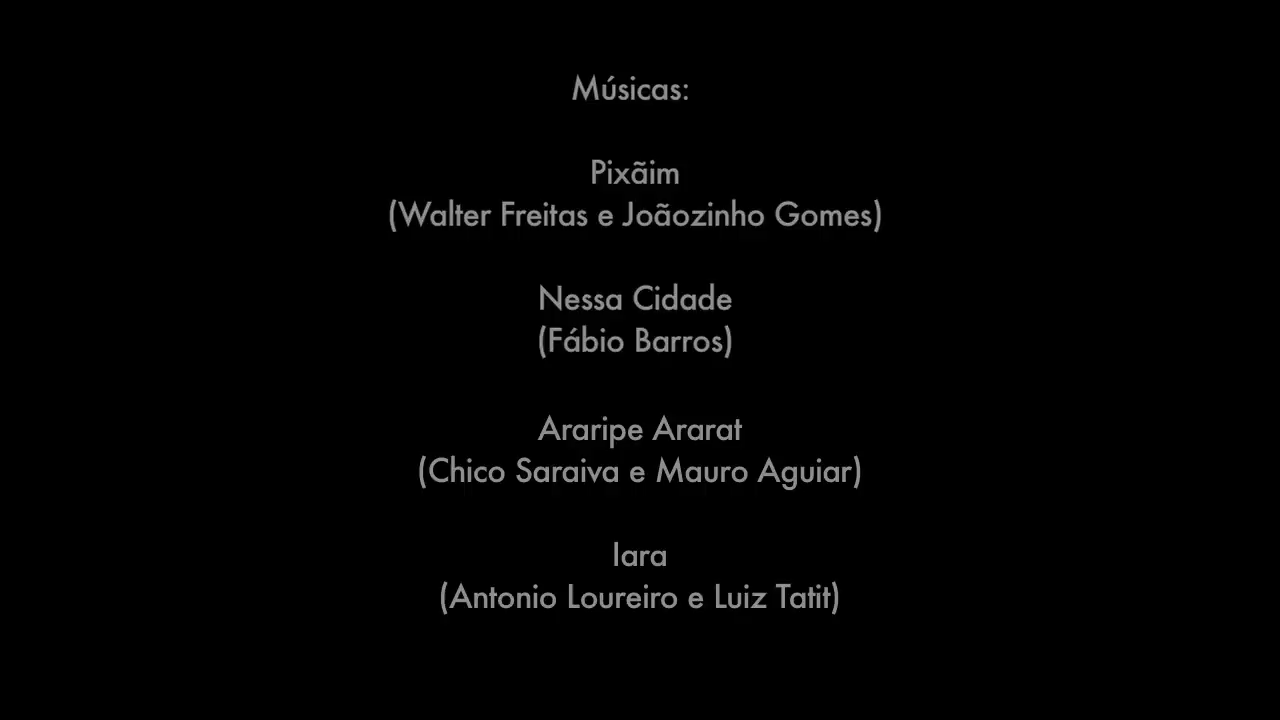 Músicas:
Pixãim
(Walter Freitas e Joãozinho Gomes)
Nessa Cidade
(Fábio Barros)
Araripe Ararat
(Chico Saraiva e Mauro Aguiar)
Iara
(Antonio Loureiro e Luiz Tatit)